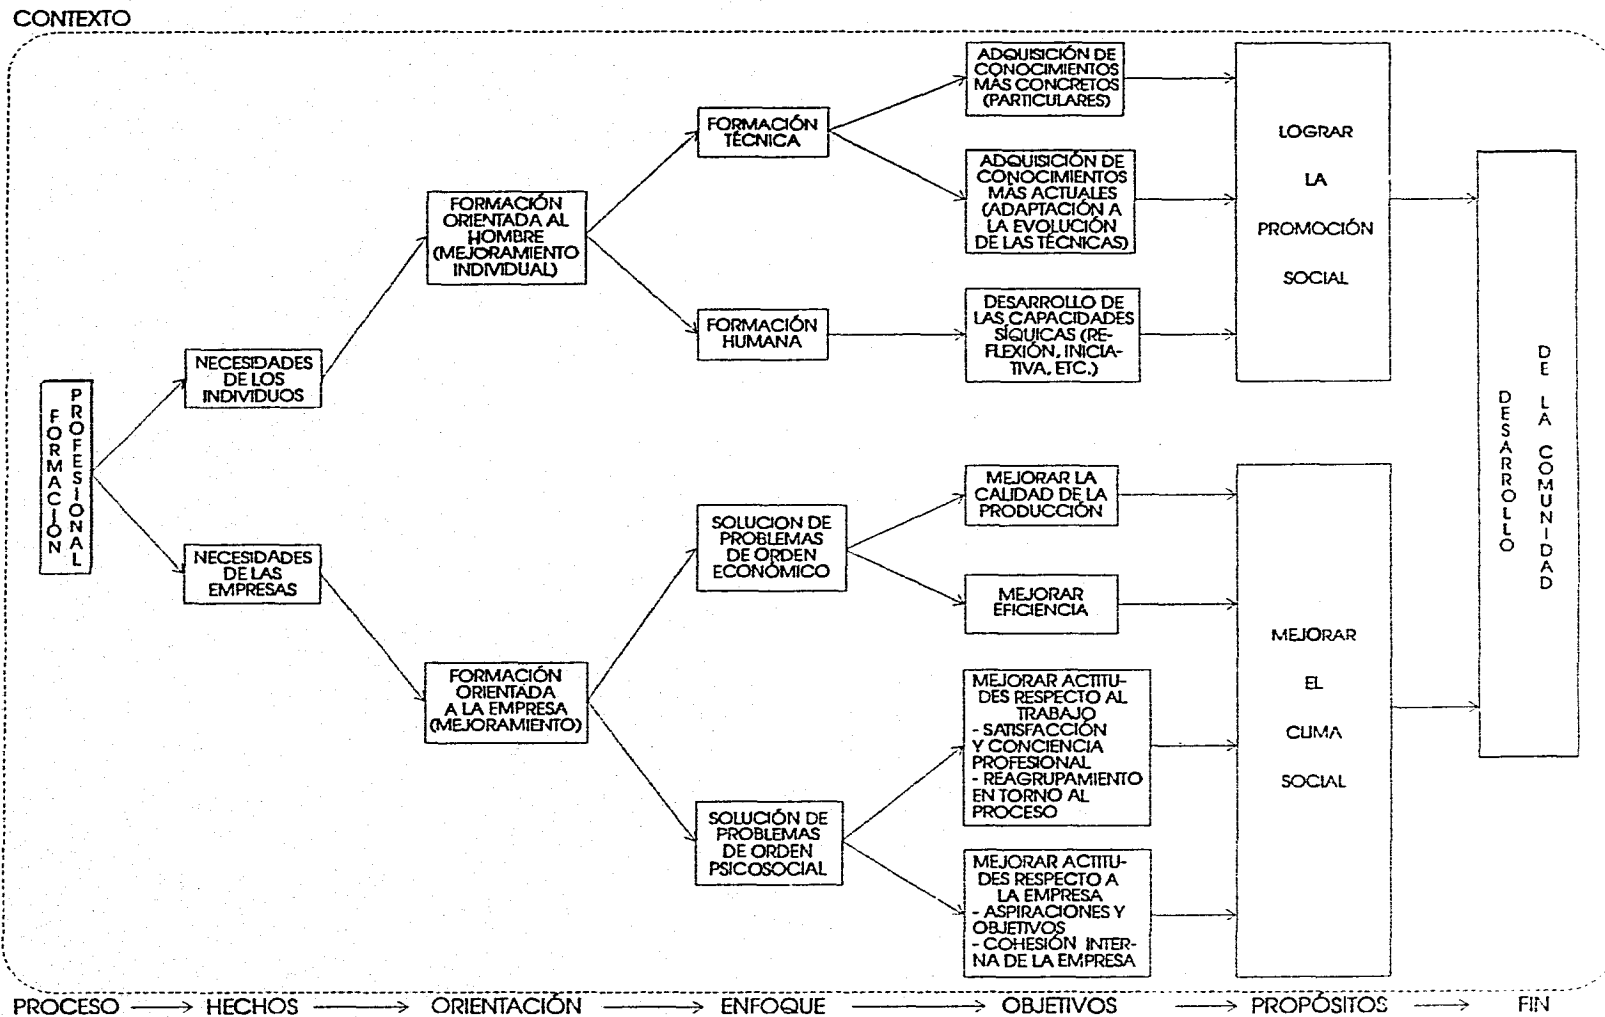 CONTEXTO
FORMACIÓN
PROFESIONAL
NECESIDADES
DE LOS
INDIVIDUOS
NECESIDADES
DE LAS
EMPRESAS
FORMACIÓN
ORIENTADA AL
HOMBRE
(MEJORAMIENTO
INDIVIDUAL)
FORMACIÓN
ORIENTADA
A LA EMPRESA
(MEJORAMIENTO)
FORMACIÓN
TÉCNICA
FORMACIÓN
HUMANA
SOLUCION DE
PROBLEMAS
DE ORDEN
ECONÓMICO
SOLUCIÓN DE
PROBLEMAS
DE ORDEN
PSICOSOCIAL
ADQUISICIÓN DE
CONOCIMIENTOS
MÁS CONCRETOS
(PARTICULARES)
ADQUISICIÓN DE
CONOCIMIENTOS
MÁS ACTUALES
(ADAPTACIÓN A
LA EVOLUCIÓN
DE LAS TÉCNICAS)
DESARROLLO DE
LAS CAPACIDADES
SÍQUICAS (RE-
FLEXIÓN, INICIA-
TIVA, ETC.)
MEJORAR LA
CALIDAD DE LA
PRODUCCIÓN
MEJORAR
EFICIENCIA
MEJORAR ACTITU-
DES RESPECTO AL
TRABAJO
- SATISFACCIÓN
Y CONCIENCIA
PROFESIONAL
- REAGRUPAMIENTO
EN TORNO AL
PROCESO
MEJORAR ACTITU-
DES RESPECTO A
LA EMPRESA
- ASPIRACIONES Y
OBJETIVOS
- COHESIÓN INTER-
NA DE LA EMPRESA
LOGRAR
LA
PROMOCIÓN
SOCIAL
MEJORAR
EL
CLIMA
SOCIAL
DESARROLLO
DE LA COMUNIDAD
PROCESO HECHOS ORIENTACIÓN ENFOQUE OBJETIVOS PROPÓSITOS FIN